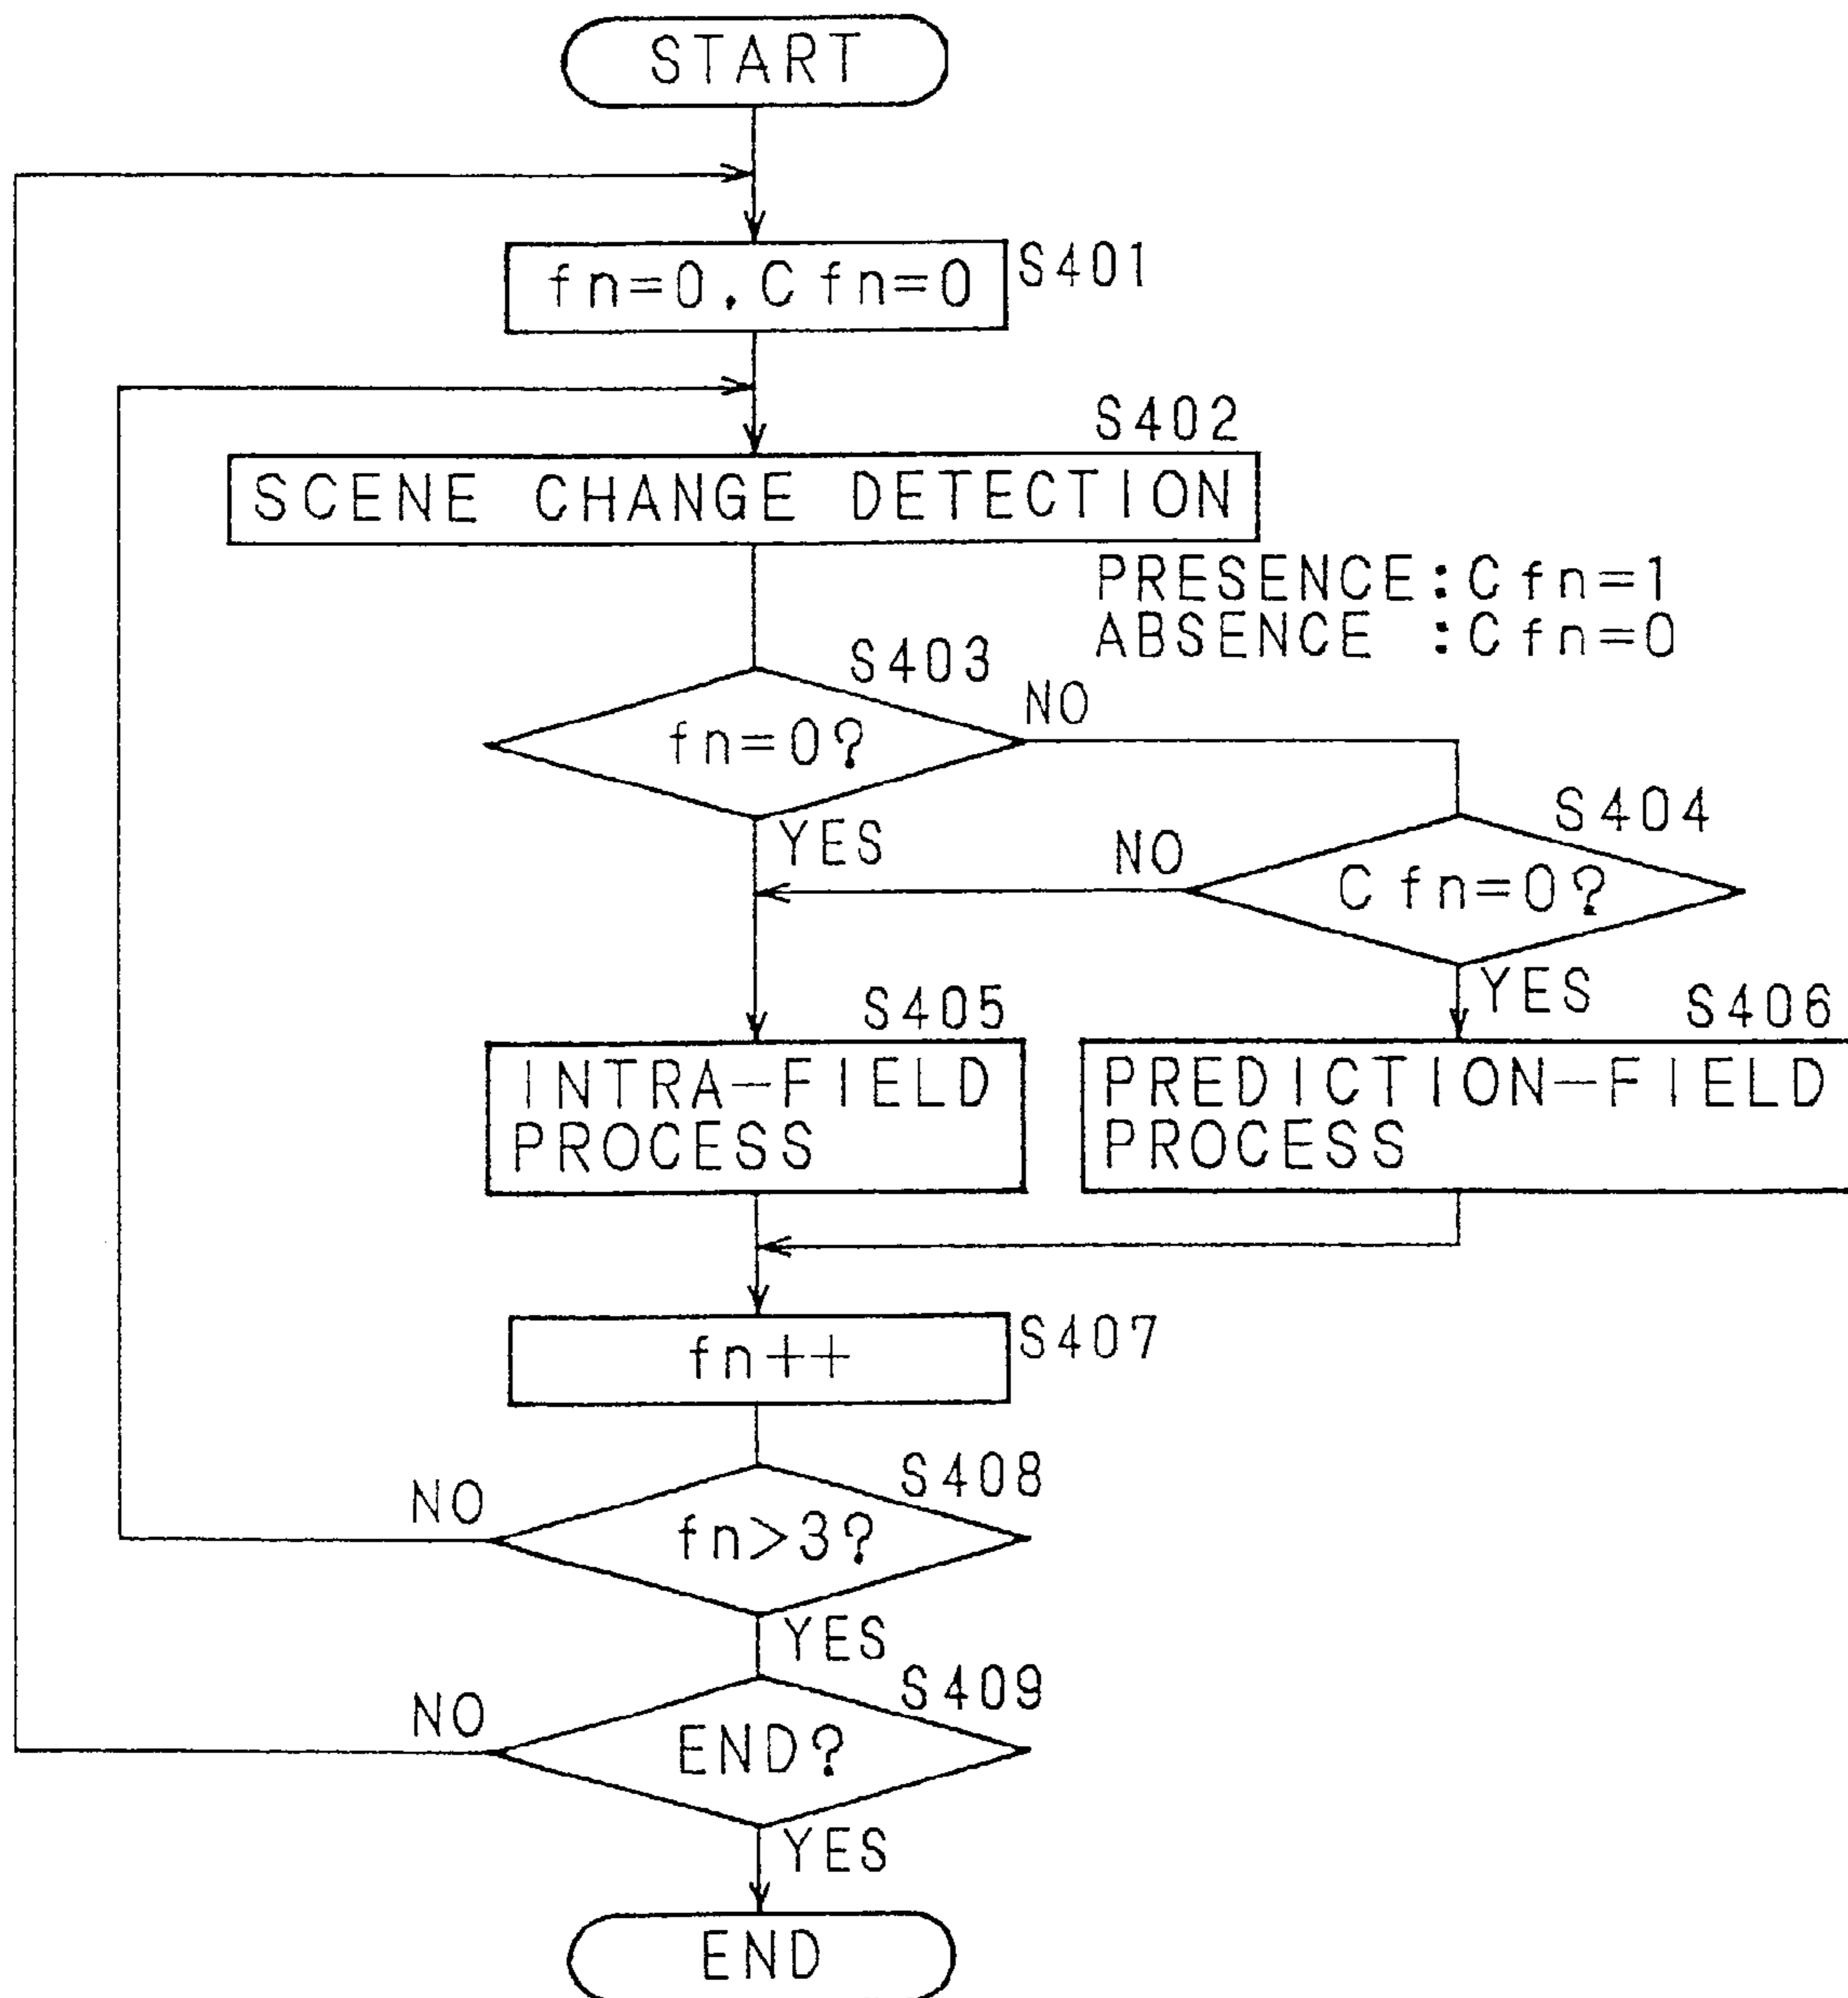 START
fn=0,Cfn=0
S401
S402
SCENE CHANGE DETECTION
PRESENCE:Cfn=1
ABSENCE :Cfn=0
S403
fn=0?
NO
YES
S404
Cfn=0?
NO
YES
S405
INTRA-FIELD
PROCESS
S406
PREDICTION-FIELD
PROCESS
fn++
S407
S408
fn>3?
NO
YES
S409
END?
NO
YES
END